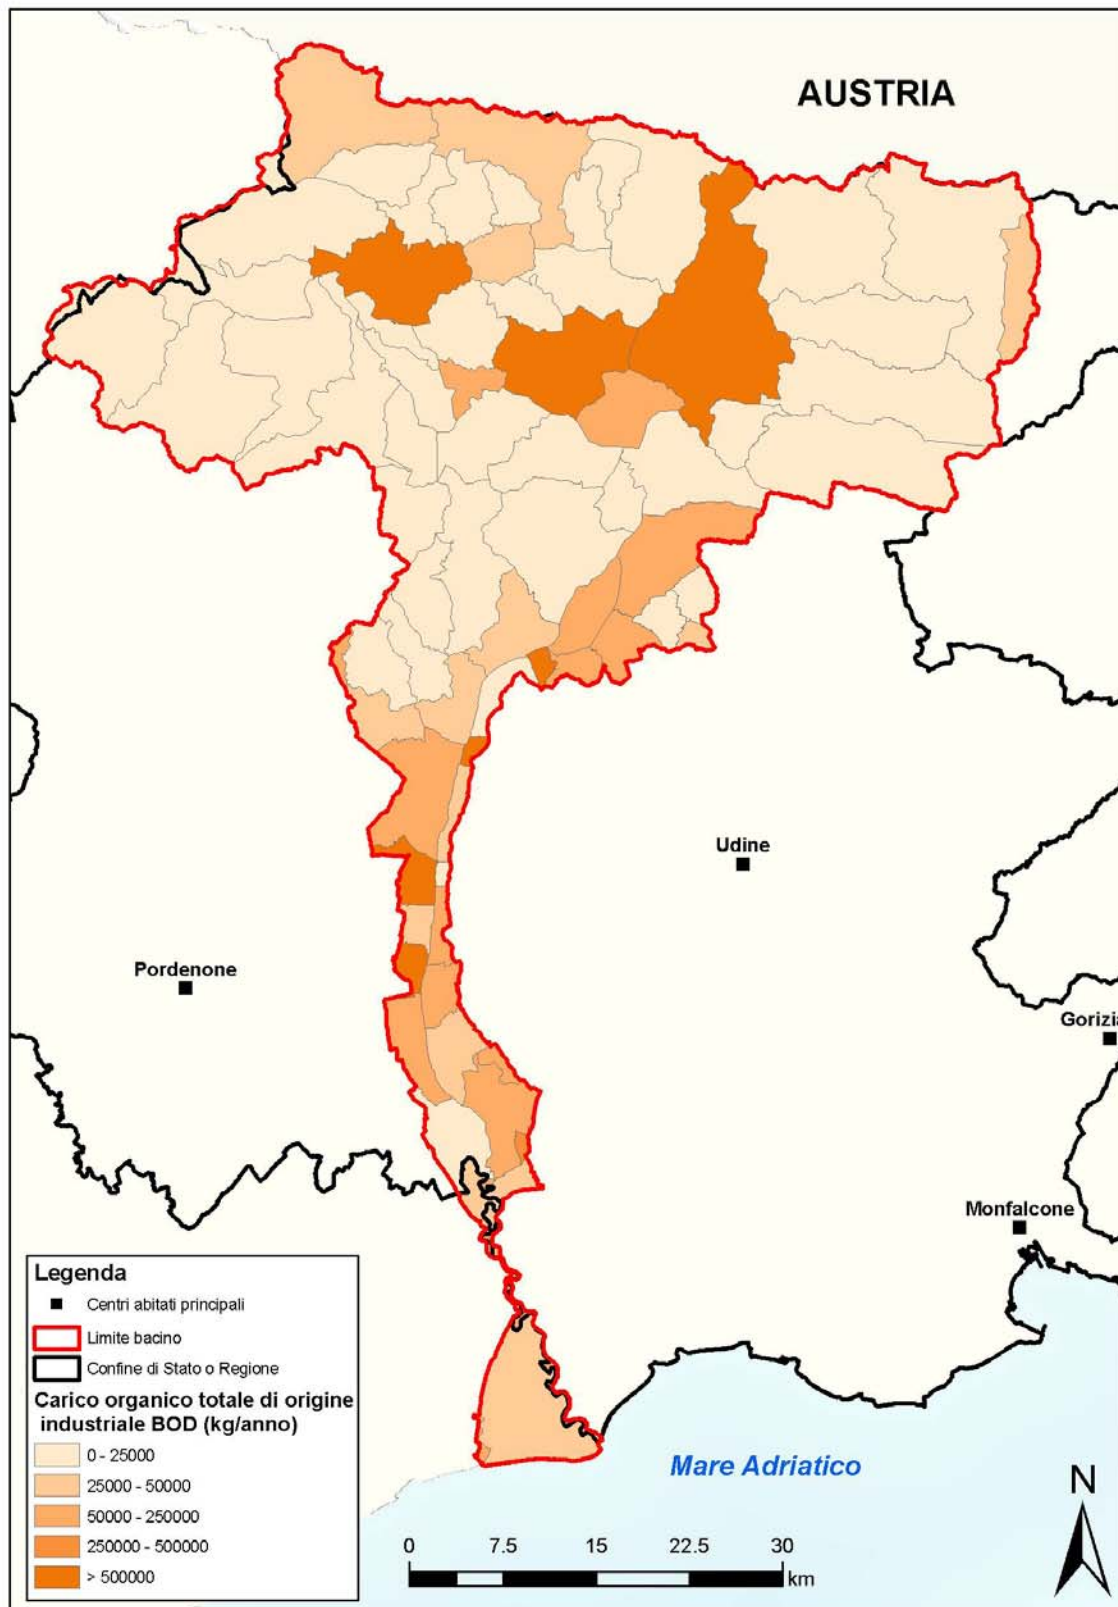 AUSTRIA
Udine
Pordenone
Gorizia
Monfalcone
Legenda
Centri abitati principali
Limite bacino
Confine di Stato o Regione
Carico organico totale di origine
industriale BOD (kg/anno)
0 - 25000
25000 - 50000
50000 - 250000
250000 - 500000
> 500000
Mare Adriatico
N
0 7.5 15 22.5 30
km